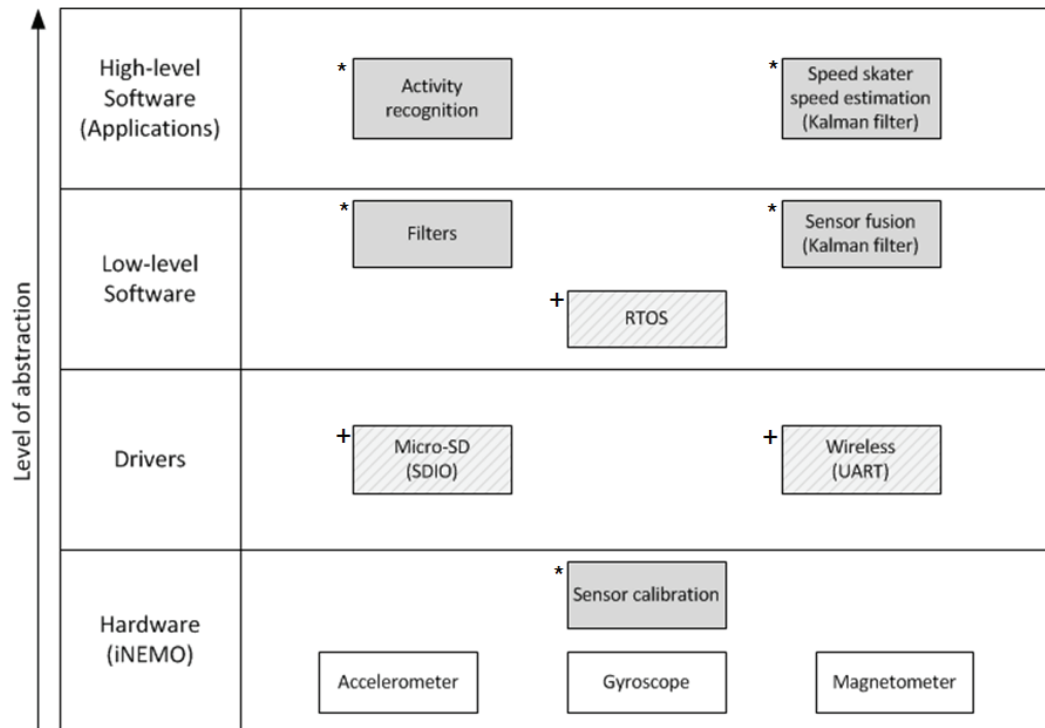 Level of abstraction
High-level
Software
(Applications)
*
Activity
recognition
*
Speed skater
speed estimation
(Kalman filter)
Low-level
Software
*
Filters
*
Sensor fusion
(Kalman filter)
+
RTOS
Drivers
+
Micro-SD
(SDIO)
+
Wireless
(UART)
Hardware
(iNEMO)
*
Sensor calibration
Accelerometer
Gyroscope
Magnetometer